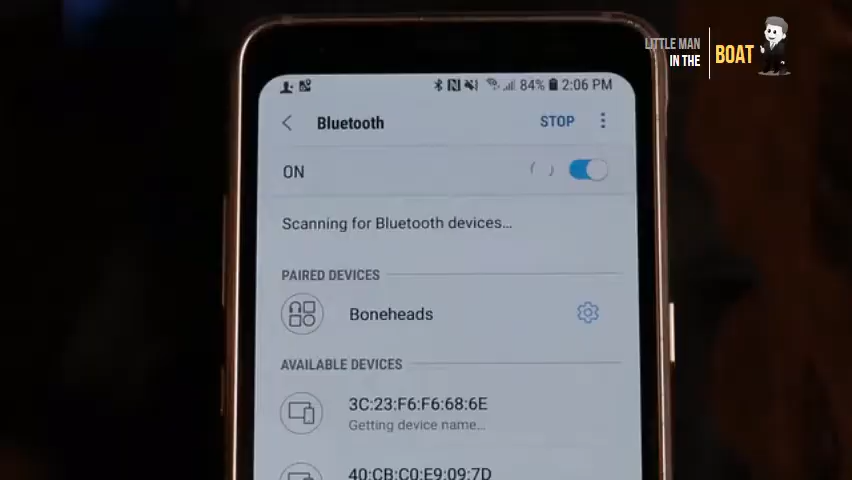 LITTLE MAN
IN THE
BOAT
84% 2:06 PM
Bluetooth
STOP
ON
Scanning for Bluetooth devices...
PAIRED DEVICES
Boneheads
AVAILABLE DEVICES
3C:23:F6:F6:68:6E
Getting device name...
40:CB:C0:E9:09:7D